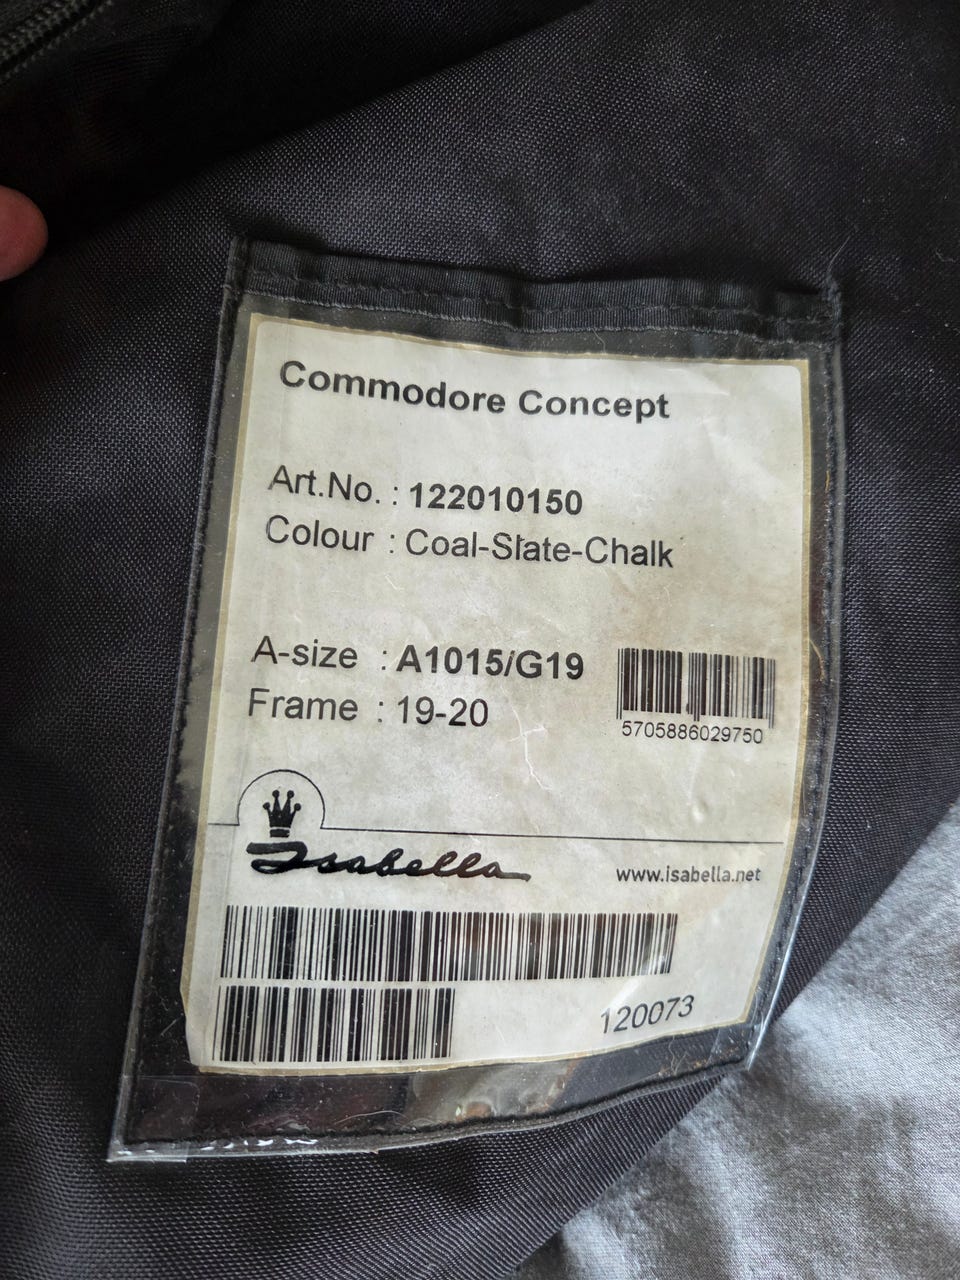 Commodore Concept
Art.No. : 122010150
Colour : Coal-Slate-Chalk
A-size : A1015/G19
Frame : 19-20
5705886029750
Isabella
www.isabella.net
120073